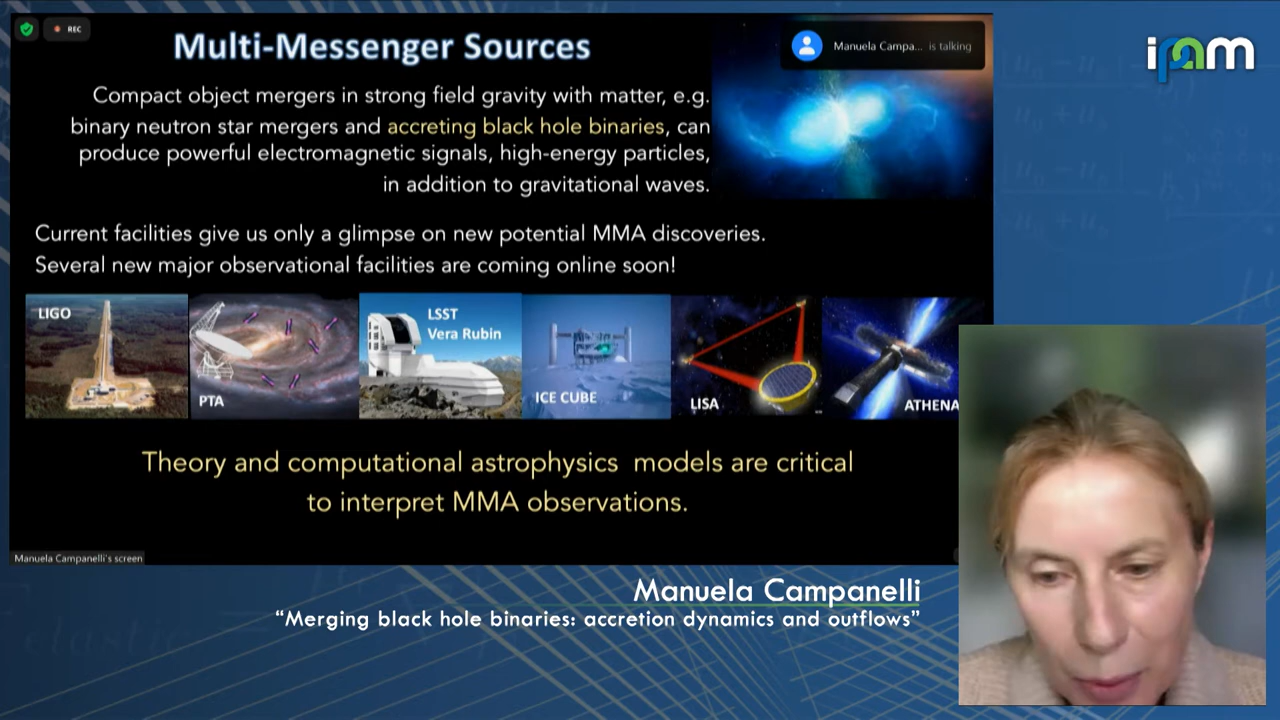 REC
Multi-Messenger Sources
Manuela Campa... is talking
ipam
Compact object mergers in strong field gravity with matter, e.g.
binary neutron star mergers and accreting black hole binaries, can
produce powerful electromagnetic signals, high-energy particles,
in addition to gravitational waves.
Current facilities give us only a glimpse on new potential MMA discoveries.
Several new major observational facilities are coming online soon!
LIGO
PTA
LSST
Vera Rubin
ICE CUBE
LISA
ATHENA
Theory and computational astrophysics models are critical
to interpret MMA observations.
Manuela Campanelli's screen
Manuela Campanelli
“Merging black hole binaries: accretion dynamics and outflows”
elastic